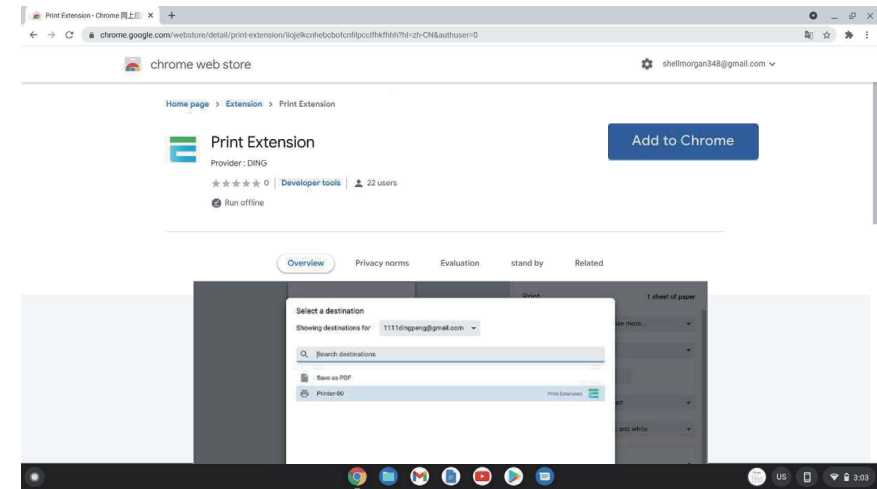 Print Extension - Chrome 网上应
chrome.google.com/webstore/detail/print-extension/iiojelkcnhebcbofcnfilpcclfhkfhhh?hl=zh-CN&authuser=0
chrome web store
shellmorgan348@gmail.com
Home page > Extension > Print Extension
Print Extension
Add to Chrome
Provider : DING
0 | Developer tools | 22 users
Run offline
Overview
Privacy norms
Evaluation
stand by
Related
Print
1 sheet of paper
Select a destination
Showing destinations for 1111dingpeng@gmail.com
more...
Search destinations
Save as PDF
Printer-80
Print Extension
and white
US
3:03